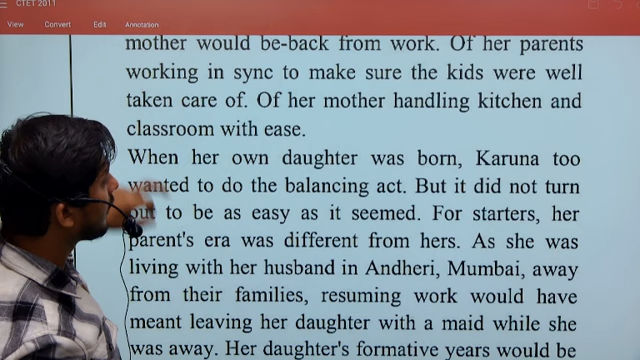 CTET 2011
View Convert Edit Annotation
mother would be-back from work. Of her parents
working in sync to make sure the kids were well
taken care of. Of her mother handling kitchen and
classroom with ease.
When her own daughter was born, Karuna too
wanted to do the balancing act. But it did not turn
out to be as easy as it seemed. For starters, her
parent's era was different from hers. As she was
living with her husband in Andheri, Mumbai, away
from their families, resuming work would have
meant leaving her daughter with a maid while she
was away. Her daughter's formative years would be